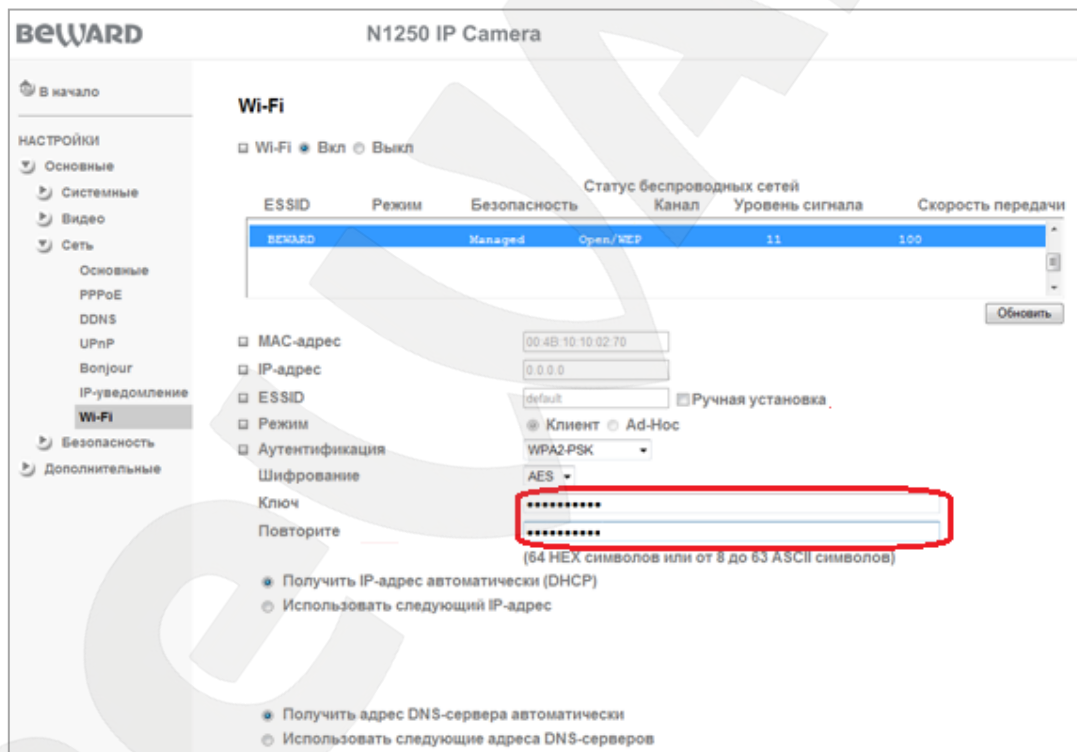 BEWARD
N1250 IP Camera
В начало
НАСТРОЙКИ
Основные
Системные
Видео
Сеть
Основные
PPPoE
DDNS
UPnP
Bonjour
IP-уведомление
Wi-Fi
Безопасность
Дополнительные
Wi-Fi
Wi-Fi Вкл Выкл
Статус беспроводных сетей
ESSID Режим Безопасность Канал Уровень сигнала Скорость передачи
BEWARD Managed Open/WEP 11 100
Обновить
MAC-адрес 00:4B:10:10:02:70
IP-адрес 0.0.0.0
ESSID default Ручная установка
Режим Клиент Ad-Hoc
Аутентификация WPA2-PSK
Шифрование AES
Ключ ••••••••••
Повторите ••••••••••
(64 HEX символов или от 8 до 63 ASCII символов)
Получить IP-адрес автоматически (DHCP)
Использовать следующий IP-адрес
Получить адрес DNS-сервера автоматически
Использовать следующие адреса DNS-серверов